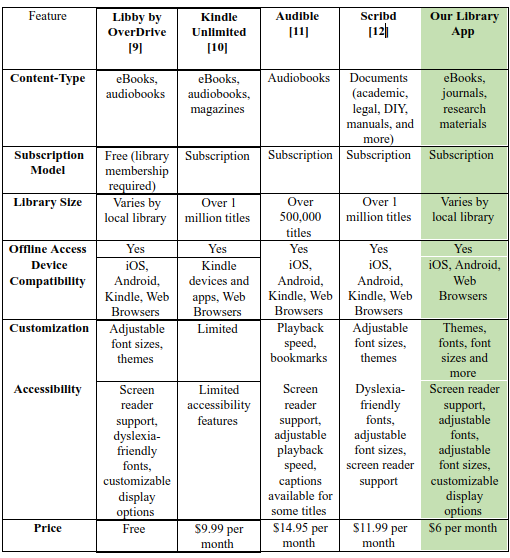 Feature
Libby by
OverDrive
[9]
Kindle
Unlimited
[10]
Audible
[11]
Scribd
[12]
Our Library
App
Content-Type
eBooks,
audiobooks
eBooks,
audiobooks,
magazines
Audiobooks
Documents
(academic,
legal, DIY,
manuals, and
more)
eBooks,
journals,
research
materials
Subscription
Model
Free (library
membership
required)
Subscription
Subscription
Subscription
Subscription
Library Size
Varies by
local library
Over 1
million titles
Over
500,000
titles
Over 1
million titles
Varies by
local library
Offline Access
Yes
Yes
Yes
Yes
Yes
Device
Compatibility
iOS,
Android,
Kindle, Web
Browsers
Kindle
devices and
apps, Web
Browsers
iOS,
Android,
Kindle, Web
Browsers
iOS,
Android,
Kindle, Web
Browsers
iOS, Android,
Web
Browsers
Customization
Adjustable
font sizes,
themes
Limited
Playback
speed,
bookmarks
Adjustable
font sizes,
themes
Themes,
fonts, font
sizes and
more
Accessibility
Screen
reader
support,
dyslexia-
friendly
fonts,
customizable
display
options
Limited
accessibility
features
Screen
reader
support,
adjustable
playback
speed,
captions
available for
some titles
Dyslexia-
friendly
fonts,
adjustable
font sizes,
screen reader
support
Screen reader
support,
adjustable
fonts,
adjustable
font sizes,
customizable
display
options
Price
Free
$9.99 per
month
$14.95 per
month
$11.99 per
month
$6 per month